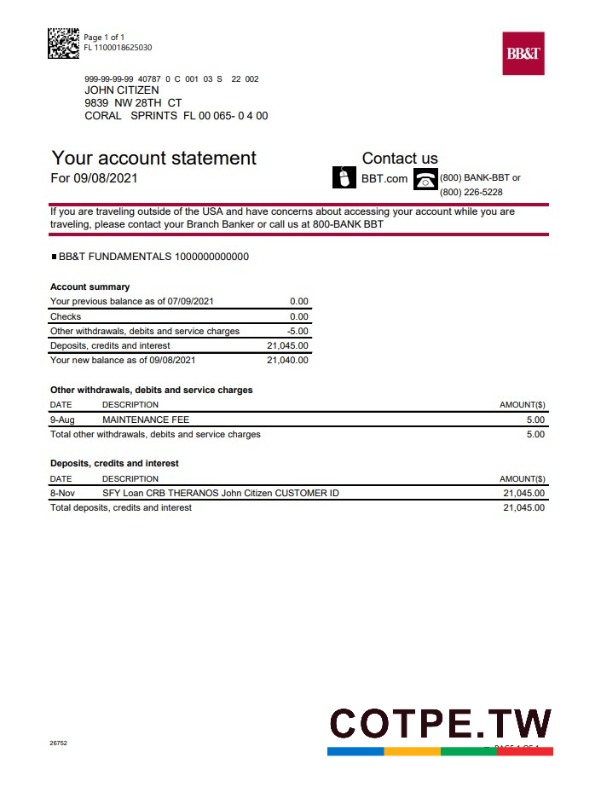 Page 1 of 1
FL 1100018625030
BB&T
999-99-99-99 40787 0 C 001 03 S 22 002
JOHN CITIZEN
9839 NW 28TH CT
CORAL SPRINTS FL 00 065- 0 4 00
Your account statement
For 09/08/2021
Contact us
BBT.com
(800) BANK-BBT or
(800) 226-5228
If you are traveling outside of the USA and have concerns about accessing your account while you are
traveling, please contact your Branch Banker or call us at 800-BANK BBT
BB&T FUNDAMENTALS 1000000000000
Account summary
Your previous balance as of 07/09/2021 0.00
Checks 0.00
Other withdrawals, debits and service charges -5.00
Deposits, credits and interest 21,045.00
Your new balance as of 09/08/2021 21,040.00
Other withdrawals, debits and service charges
DATE DESCRIPTION AMOUNT($)
9-Aug MAINTENANCE FEE 5.00
Total other withdrawals, debits and service charges 5.00
Deposits, credits and interest
DATE DESCRIPTION AMOUNT($)
8-Nov SFY Loan CRB THERANOS John Citizen CUSTOMER ID 21,045.00
Total deposits, credits and interest 21,045.00
COTPE.TW
26752